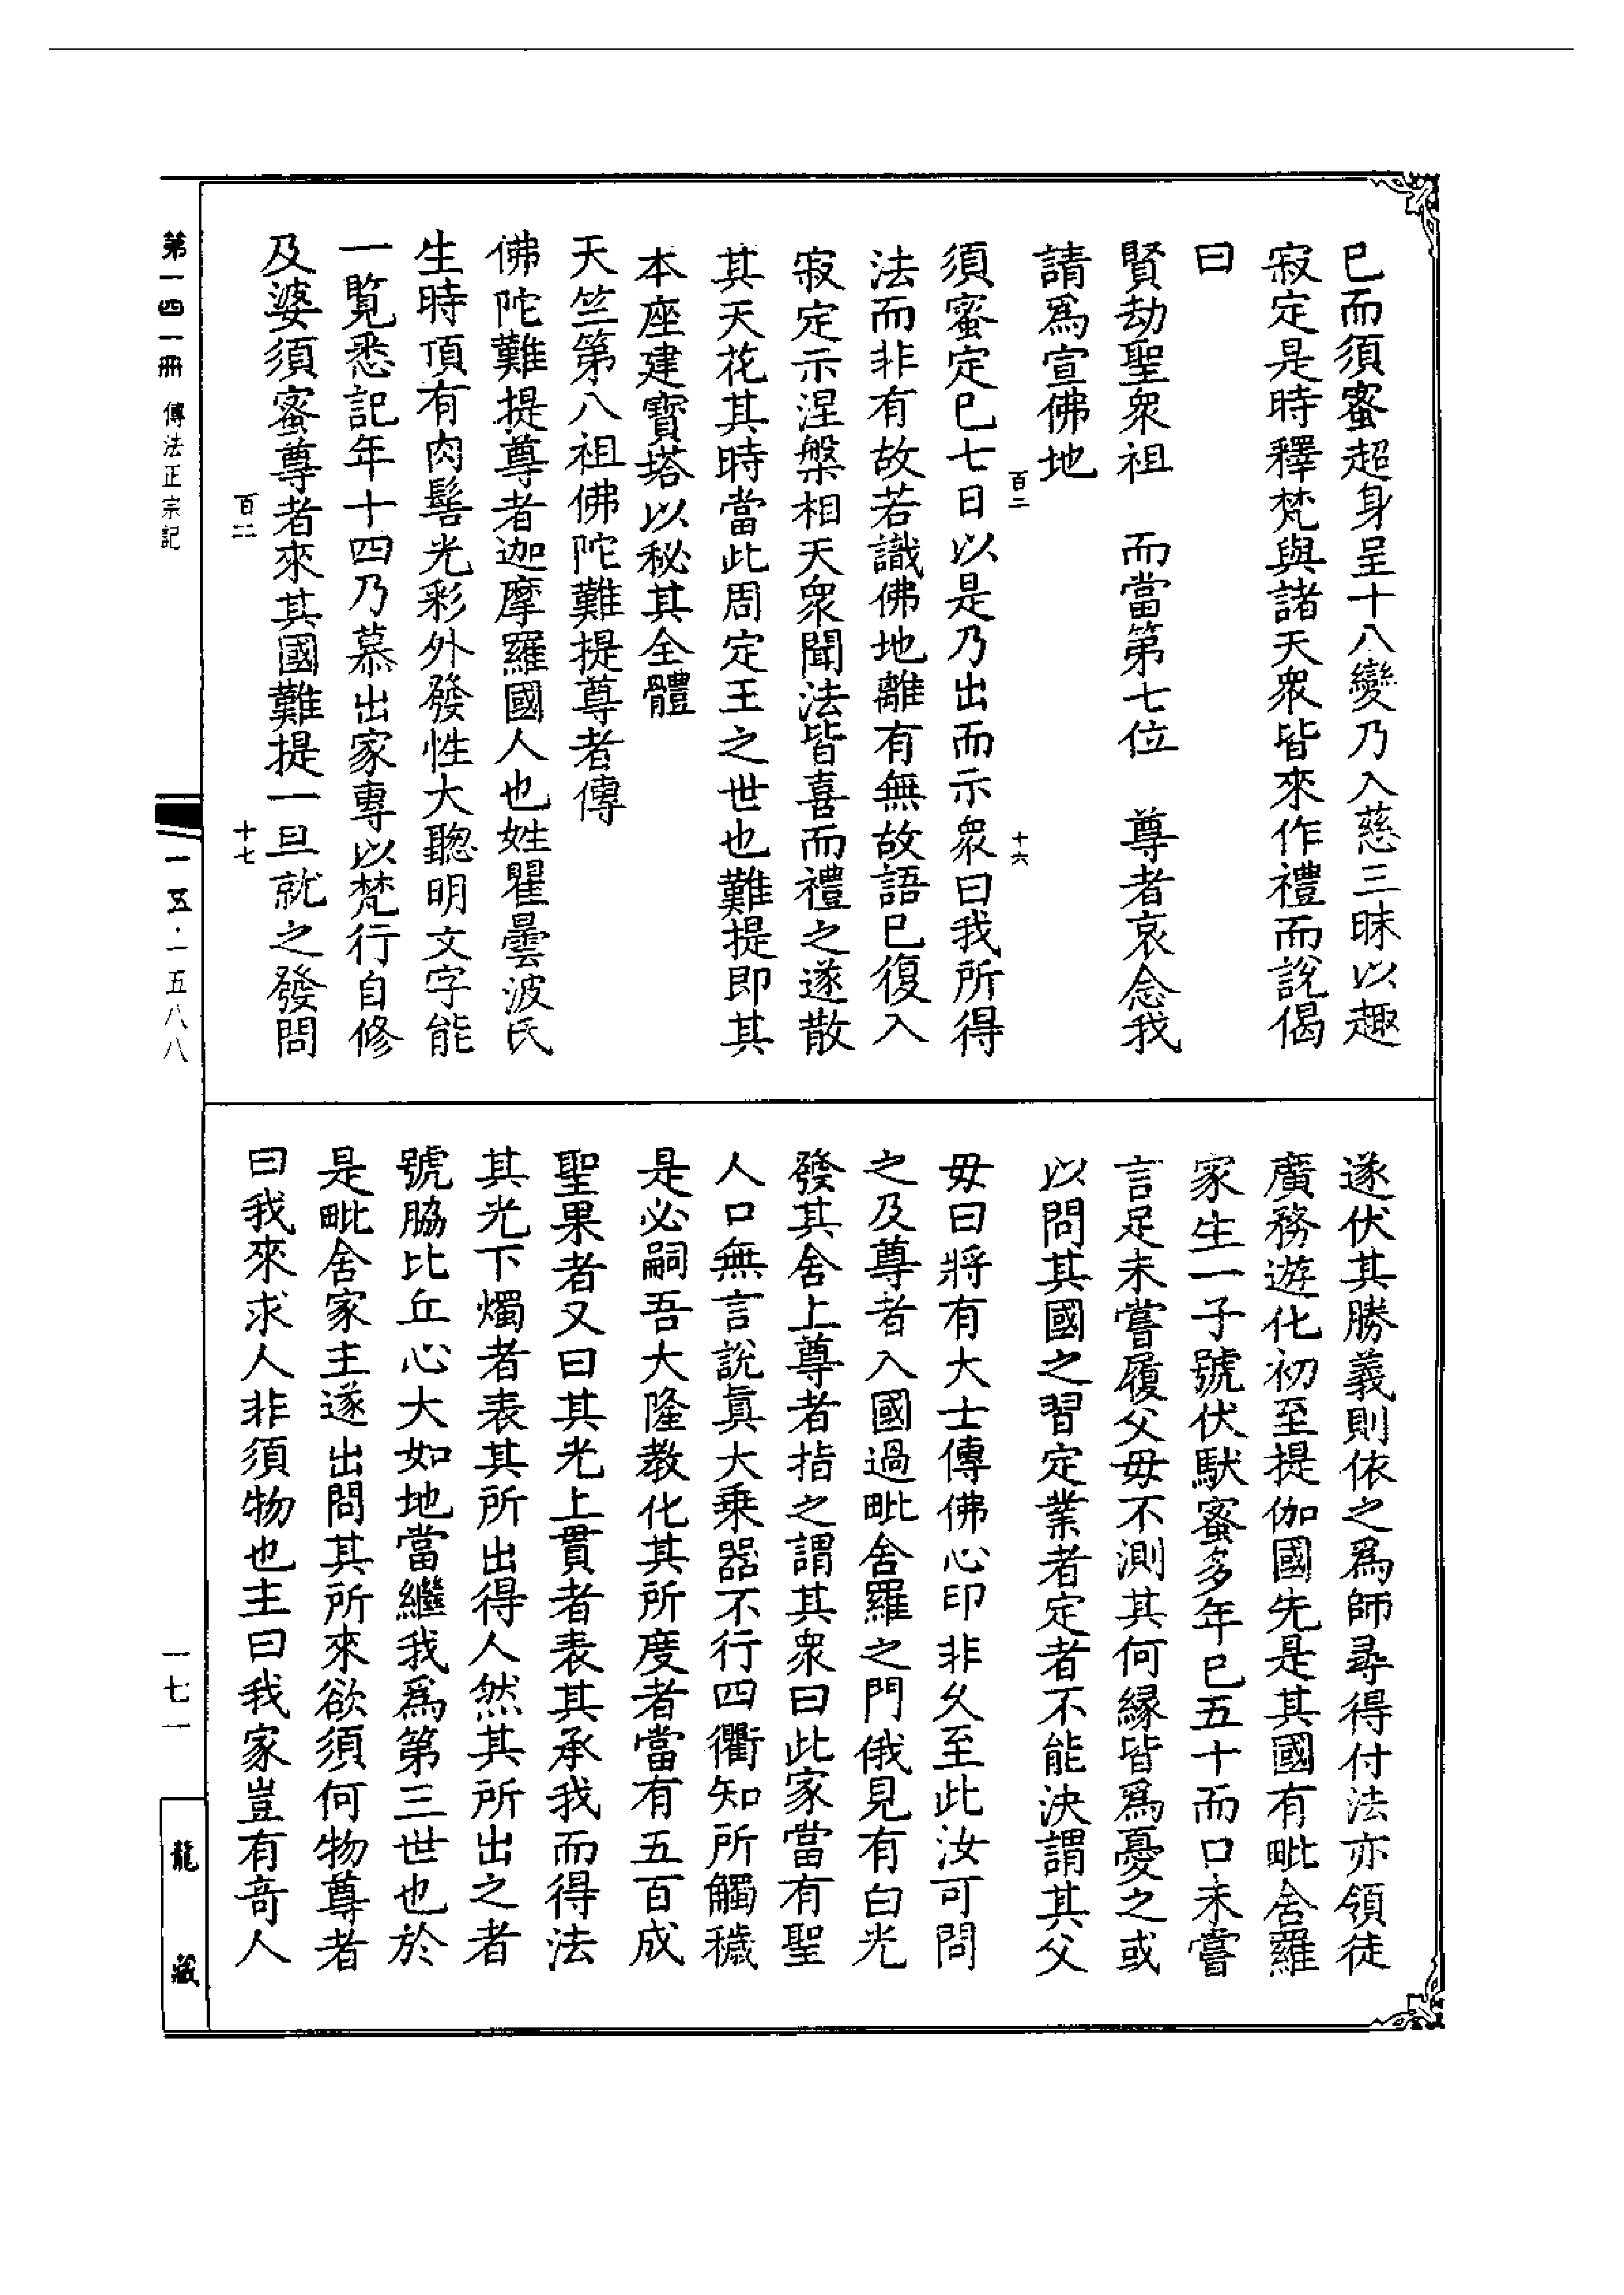 已而須蜜超身呈十八變乃入慈三昧以趣
寂定是時釋梵與諸天衆皆來作禮而說偈
曰
賢劫聖衆祖　而當第七位　尊者哀念我
請爲宣佛地
百二　十六
須蜜定已七日以是乃出而示衆曰我所得
法而非有故若識佛地離有無故語已復入
寂定示涅槃相天衆聞法皆喜而禮之遂散
其天花其時當此周定王之世也難提即其
本座建寶塔以秘其全體
天竺第八祖佛陀難提尊者傳
佛陀難提尊者迦摩羅國人也姓瞿曇波氏
生時頂有肉髻光彩外發性大聰明文字能
一覽悉記年十四乃慕出家專以梵行自修
及婆須蜜尊者來其國難提一旦就之發問
百二　十七
遂伏其勝義則依之爲師尋得付法亦領徒
廣務遊化初至提伽國先是其國有毗舍羅
家生一子號伏馱蜜多年已五十而口未嘗
言足未嘗履父毋不測其何緣皆爲憂之或
以問其國之習定業者定者不能決謂其父
毋曰將有大士傳佛心印非久至此汝可問
之及尊者入國過毗舍羅之門俄見有白光
發其舍上尊者指之謂其衆曰此家當有聖
人口無言說眞大乘器不行四衢知所觸穢
是必嗣吾大隆教化其所度者當有五百成
聖果者又曰其光上貫者表其承我而得法
其光下燭者表其所出得人然其所出之者
號脇比丘心大如地當繼我爲第三世也於
是毗舍家主遂出問其所來欲須何物尊者
曰我來求人非須物也主曰我家豈有奇人
第一四一冊　傳法正宗記
一五·一五八八
一七一
龍藏